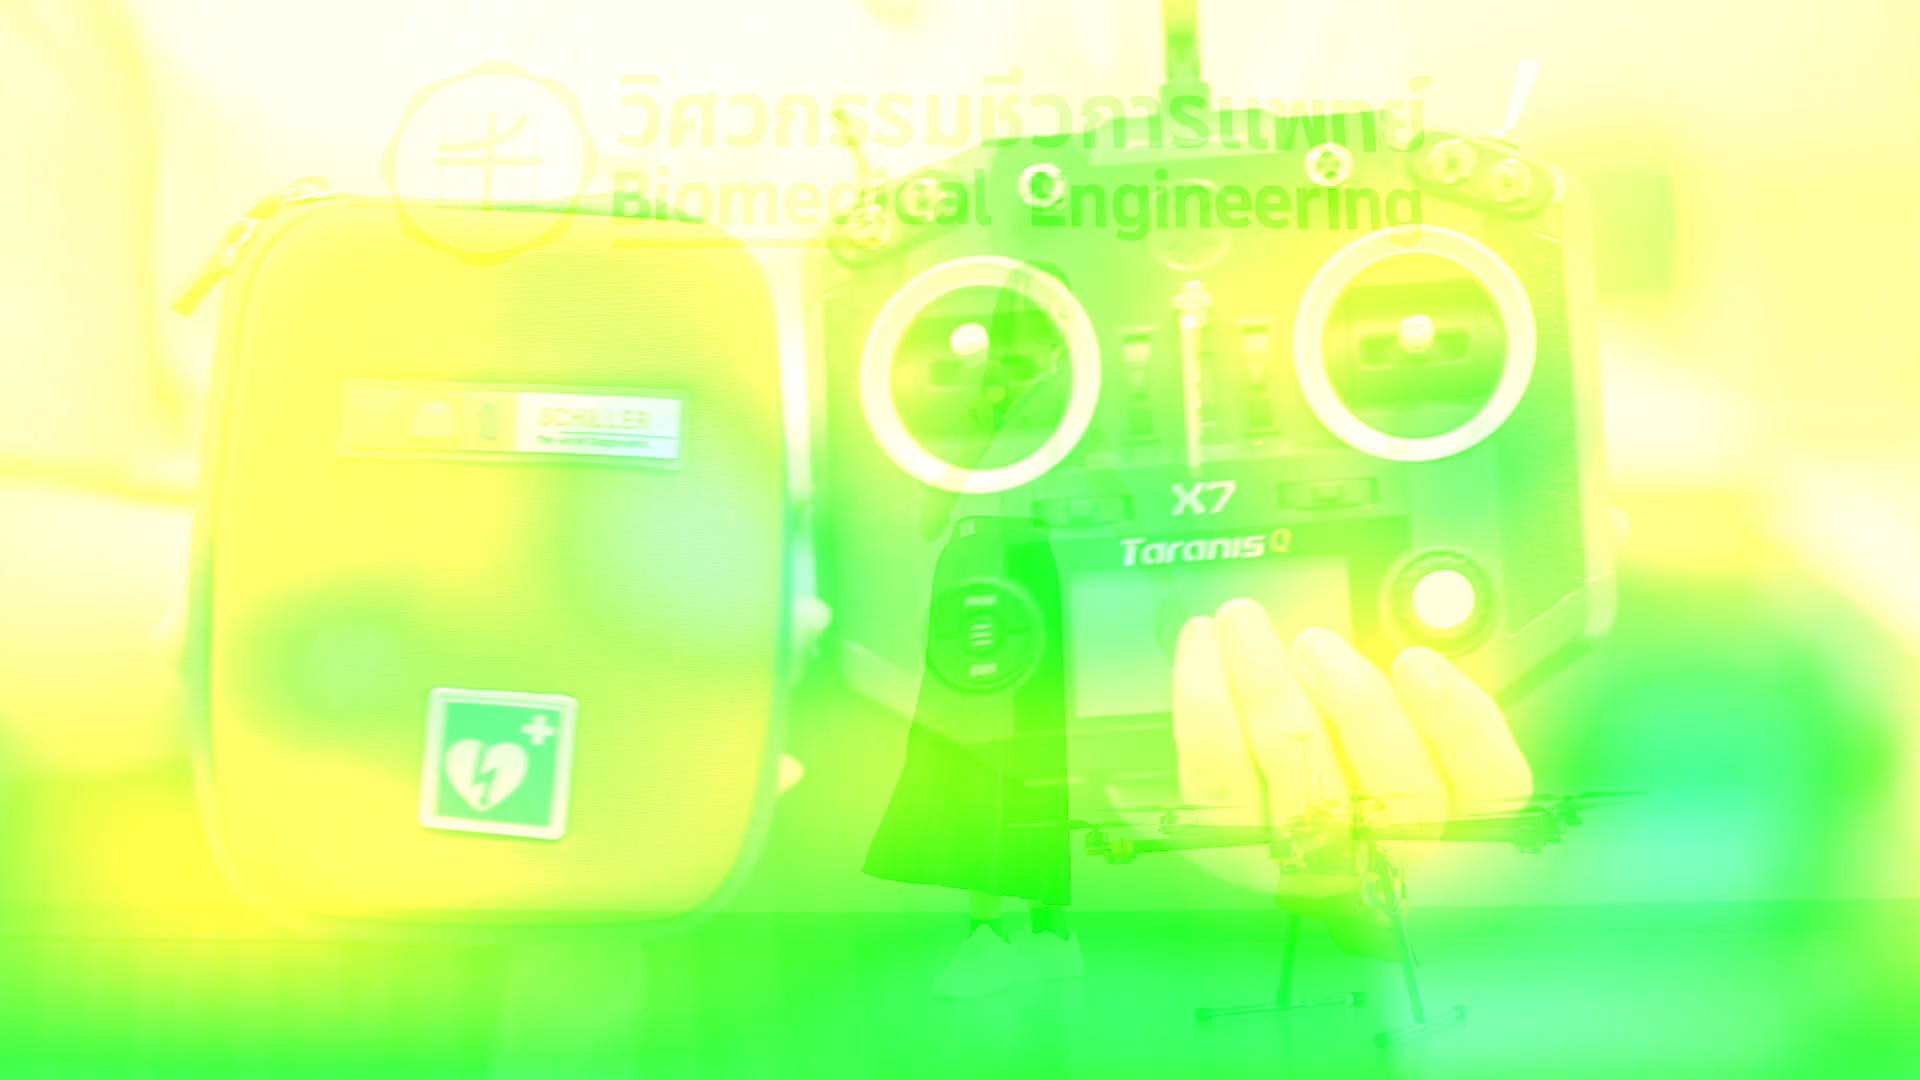 วิศวกรรมชีวการแพทย์
Biomedical Engineering
SCHILLER
X7
Taranis Q